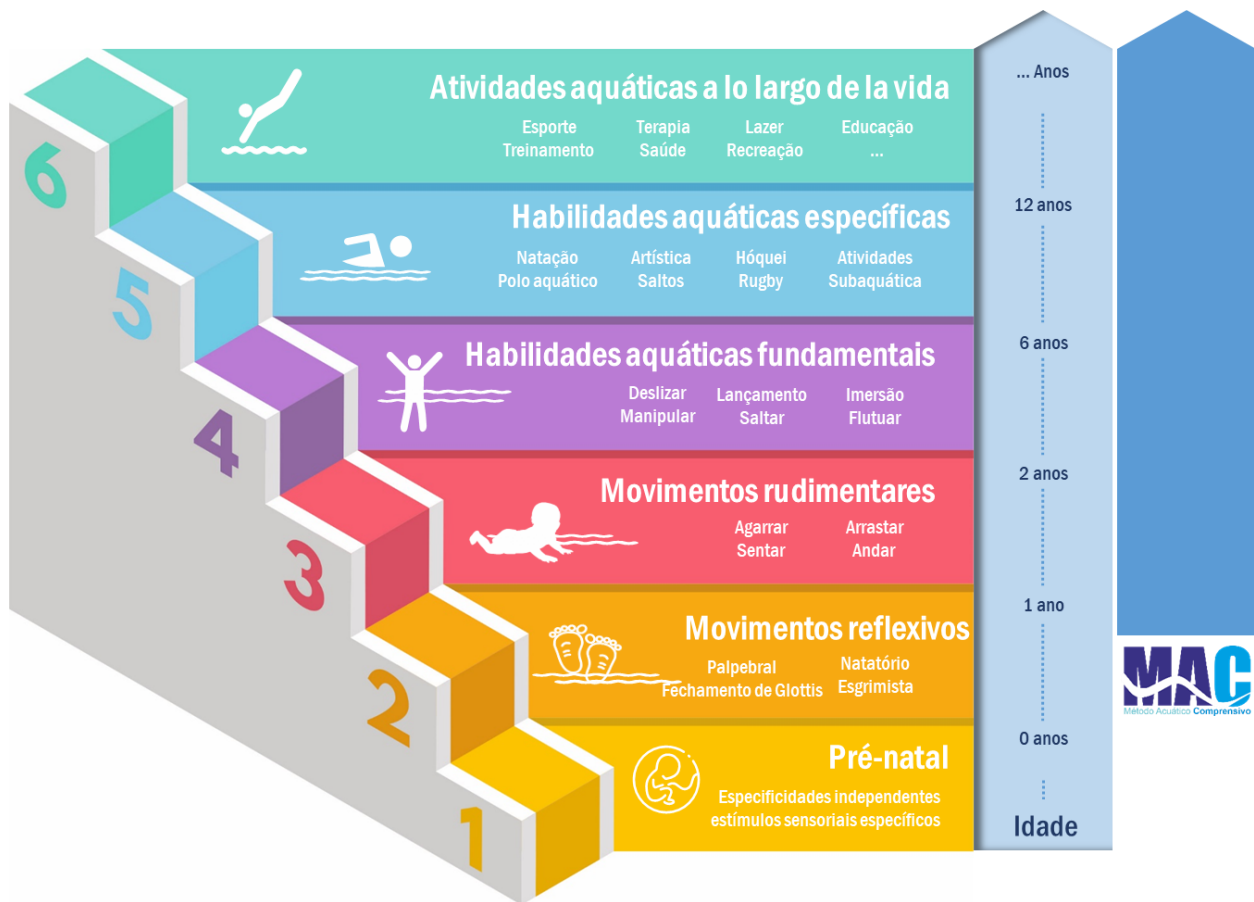 6
Atividades aquáticas a lo largo de la vida
Esporte Terapia Lazer Educação
Treinamento Saúde Recreação ...
... Anos
5
Habilidades aquáticas específicas
12 anos
Natação Artística Hóquei Atividades
Polo aquático Saltos Rugby Subaquática
4
Habilidades aquáticas fundamentais
6 anos
Deslizar Lançamento Imersão
Manipular Saltar Flutuar
3
Movimentos rudimentares
2 anos
Agarrar Arrastar
Sentar Andar
2
Movimentos reflexivos
1 ano
Palpebral Natatório
Fechamento de Glottis Esgrimista
1
Pré-natal
0 anos
Especificidades independentes
estímulos sensoriais específicos
Idade
MAC
Método Acuático Comprensivo